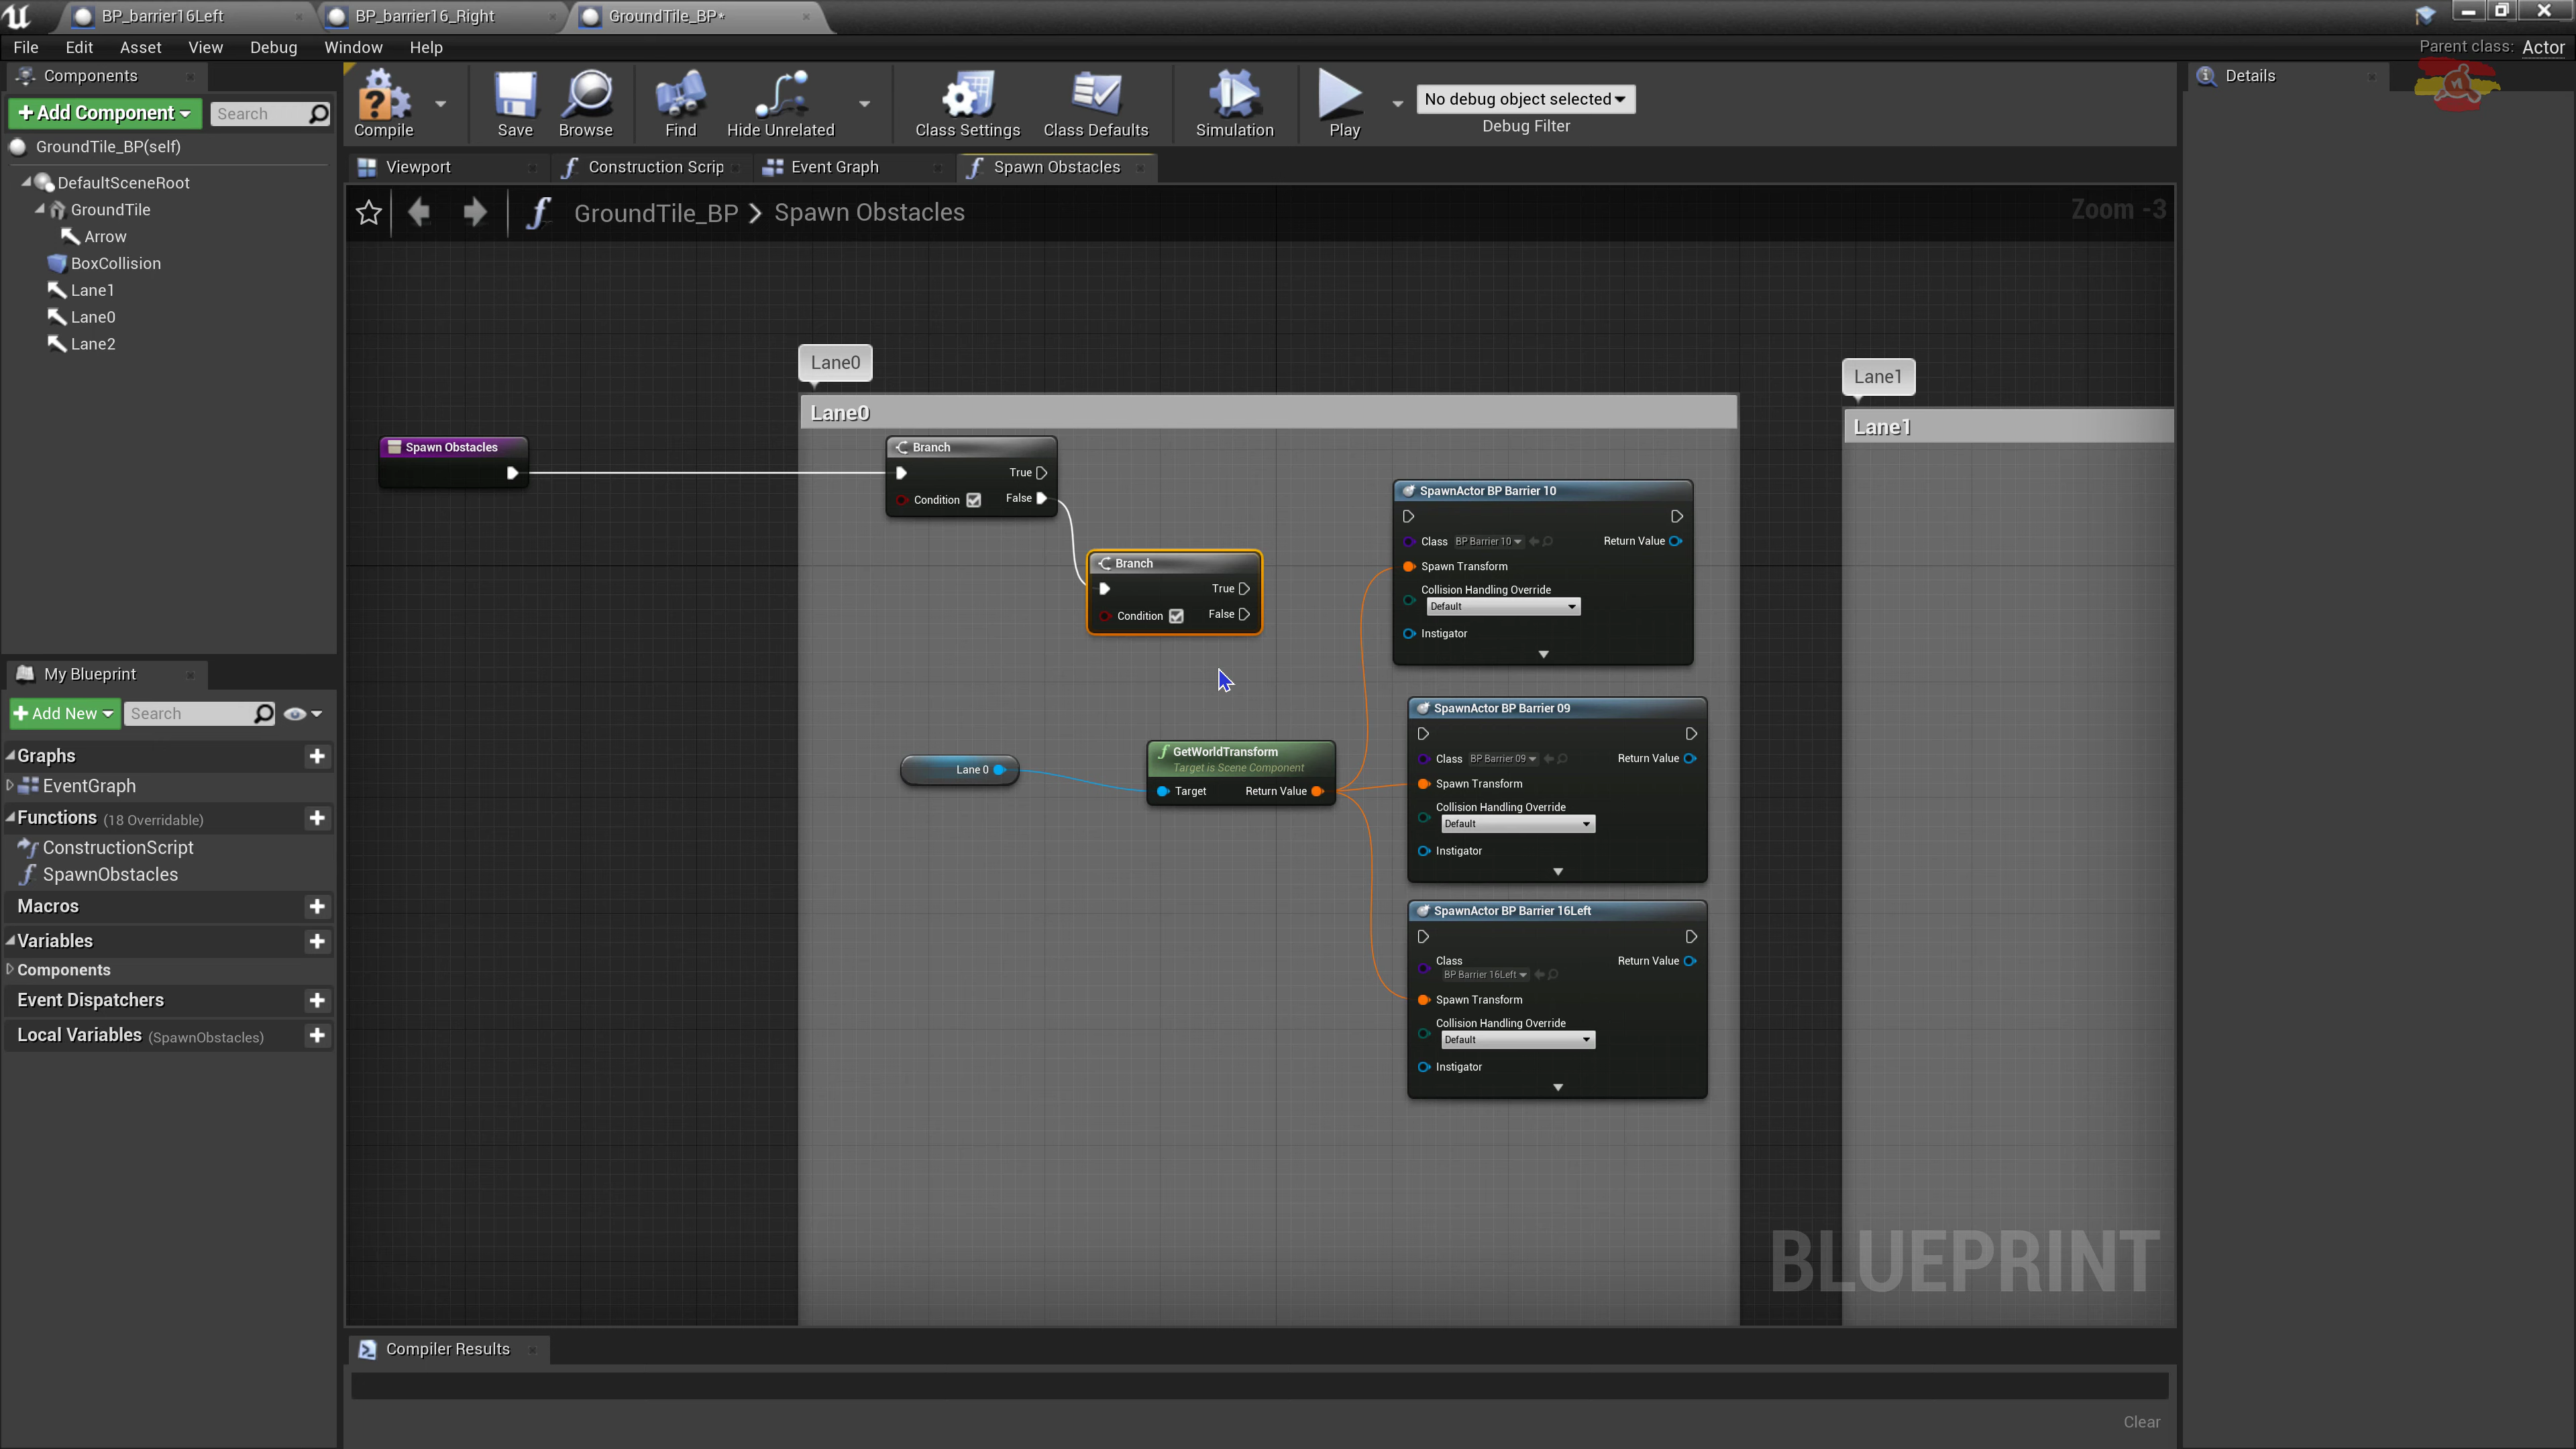 BP_barrier16Left
BP_barrier16_Right
GroundTile_BP*
File Edit Asset View Debug Window Help
Parent class: Actor
Components
Add Component
Search
GroundTile_BP(self)
DefaultSceneRoot
GroundTile
Arrow
BoxCollision
Lane1
Lane0
Lane2
My Blueprint
Add New
Search
Graphs
EventGraph
Functions (18 Overridable)
ConstructionScript
SpawnObstacles
Macros
Variables
Components
Event Dispatchers
Local Variables (SpawnObstacles)
Compile
Save
Browse
Find
Hide Unrelated
Class Settings
Class Defaults
Simulation
Play
No debug object selected
Debug Filter
Viewport
Construction Scrip
Event Graph
Spawn Obstacles
GroundTile_BP > Spawn Obstacles
Zoom -3
Lane0
Lane0
Spawn Obstacles
Branch
True
Condition
False
Branch
True
Condition
False
Lane 0
GetWorldTransform
Target is Scene Component
Target
Return Value
SpawnActor BP Barrier 10
Class BP Barrier 10
Return Value
Spawn Transform
Collision Handling Override
Default
Instigator
SpawnActor BP Barrier 09
Class BP Barrier 09
Return Value
Spawn Transform
Collision Handling Override
Default
Instigator
SpawnActor BP Barrier 16Left
Class
Return Value
BP Barrier 16Left
Spawn Transform
Collision Handling Override
Default
Instigator
Lane1
Lane1
BLUEPRINT
Compiler Results
Clear
Details